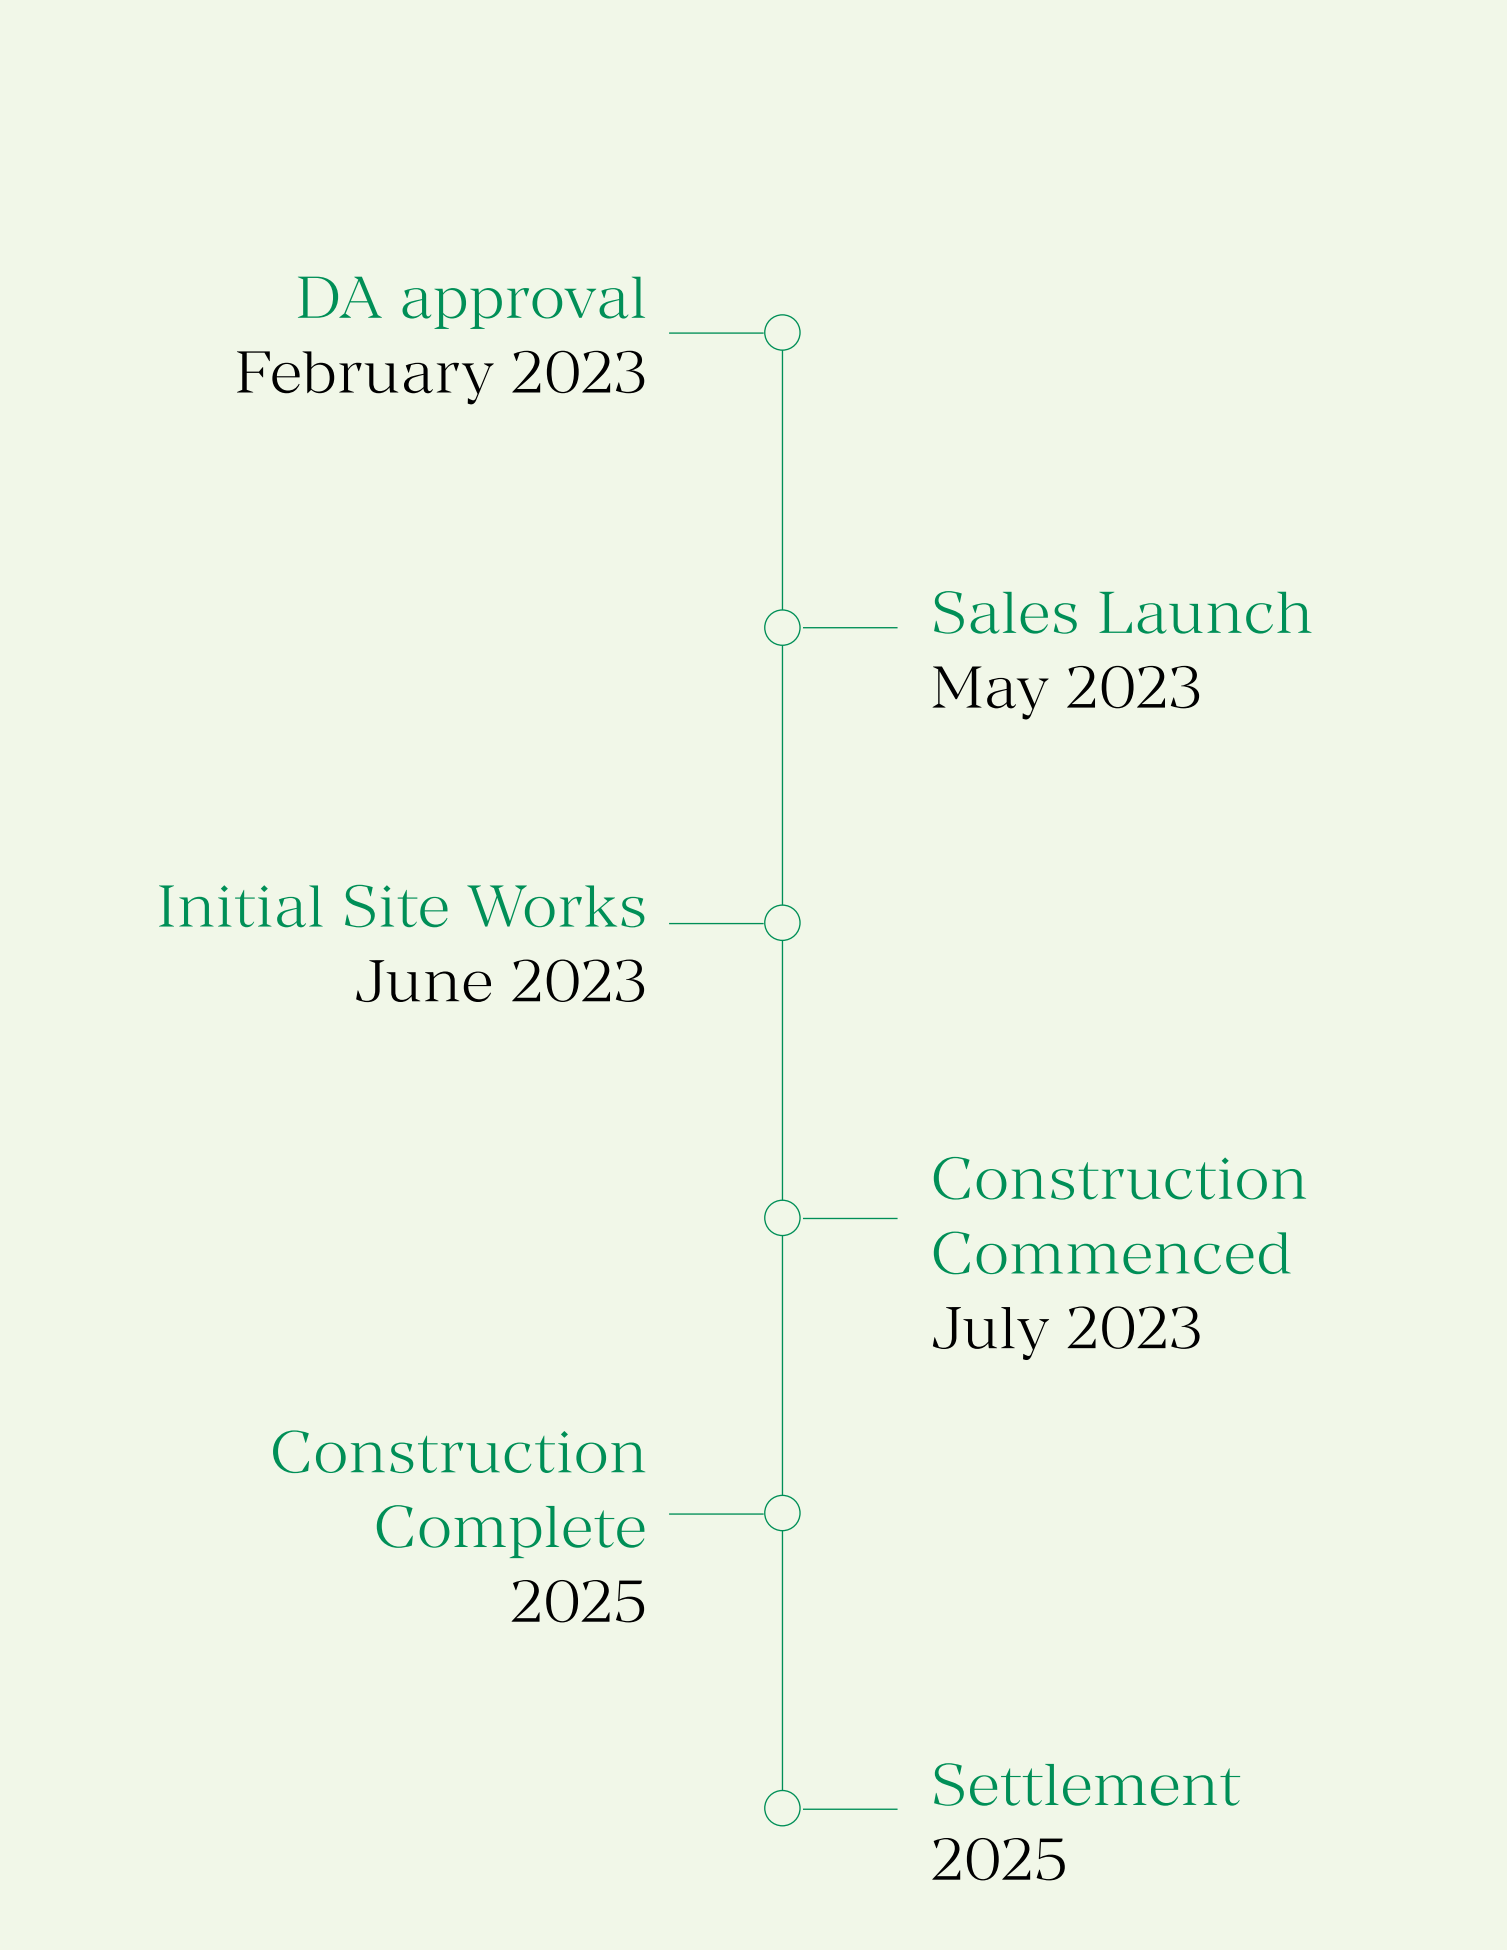 DA approval
February 2023
Sales Launch
May 2023
Initial Site Works
June 2023
Construction
Commenced
July 2023
Construction
Complete
2025
Settlement
2025